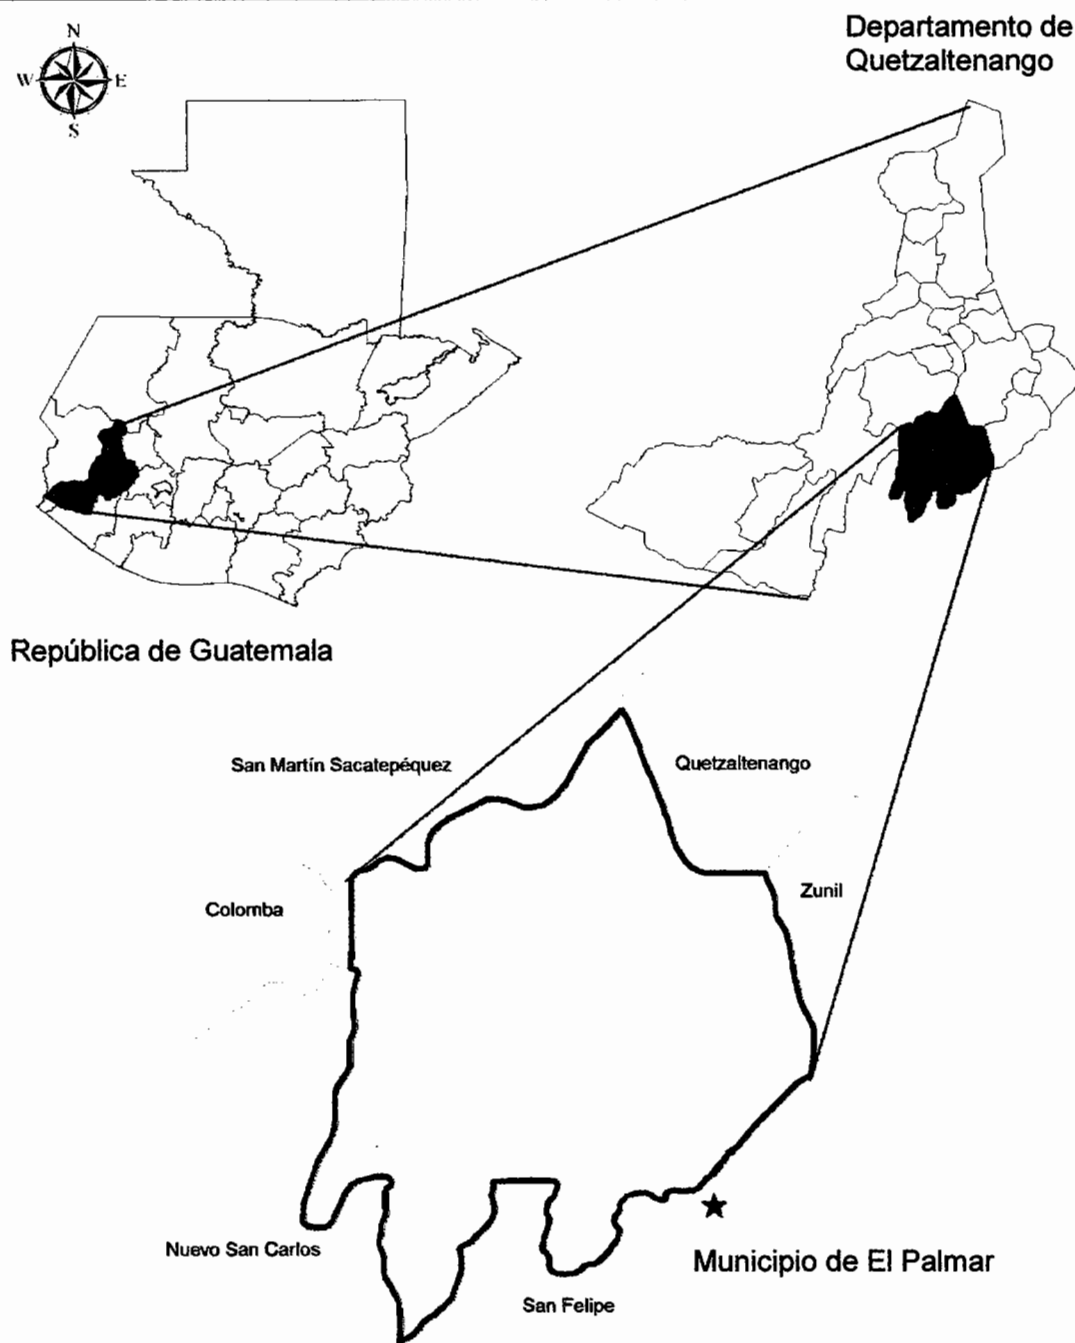 Departamento de
Quetzaltenango
N
W E
S
República de Guatemala
San Martín Sacatepéquez
Quetzaltenango
Colomba
Zunil
Nuevo San Carlos
Municipio de El Palmar
San Felipe